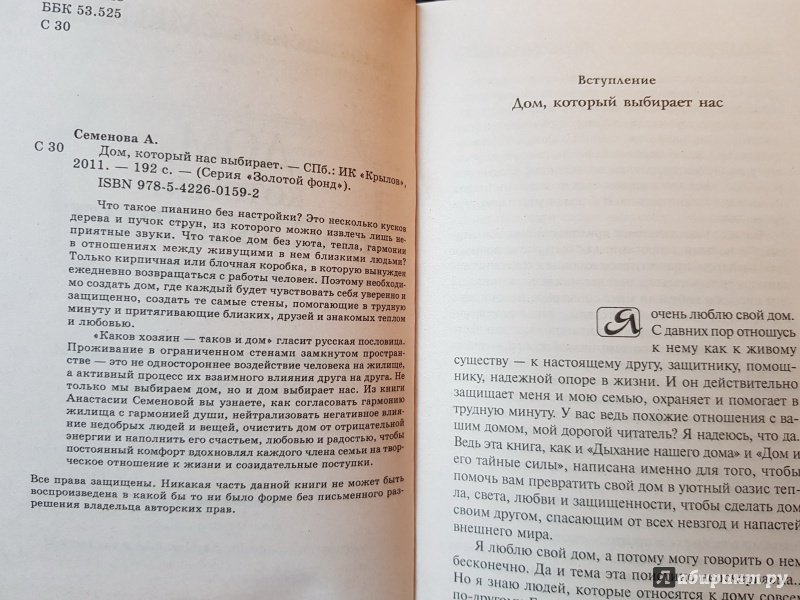 ББК 53.525
С 30
Семенова А.
С 30
Дом, который нас выбирает. — СПб.: ИК «Крылов»,
2011. — 192 с. — (Серия «Золотой фонд»).
ISBN 978-5-4226-0159-2
Что такое пианино без настройки? Это несколько кусков
дерева и пучок струн, из которого можно извлечь лишь не-
приятные звуки. Что такое дом без уюта, тепла, гармонии
в отношениях между живущими в нем близкими людьми?
Только кирпичная или блочная коробка, в которую вынужден
ежедневно возвращаться с работы человек. Поэтому необходи-
мо создать дом, где каждый будет чувствовать себя уверенно и
защищенно, создать те самые стены, помогающие в трудную
минуту и притягивающие близких, друзей и знакомых теплом
и любовью.
«Каков хозяин — таков и дом» гласит русская пословица.
Проживание в ограниченном стенами замкнутом простран-
стве — это не одностороннее воздействие человека на жилище,
а активный процесс их взаимного влияния друг на друга. Не
только мы выбираем дом, но и дом выбирает нас. Из книги
Анастасии Семеновой вы узнаете, как согласовать гармонию
жилища с гармонией души, нейтрализовать негативное влия-
ние недобрых людей и вещей, очистить дом от отрицательной
энергии и наполнить его счастьем, любовью и радостью, чтобы
постоянный комфорт вдохновлял каждого члена семьи на твор-
ческое отношение к жизни и созидательные поступки.
Все права защищены. Никакая часть данной книги не может быть
воспроизведена в какой бы то ни было форме без письменного раз-
решения владельца авторских прав.
Вступление
Дом, который выбирает нас
Я очень люблю свой дом.
С давних пор отношусь
к нему как к живому
существу — к настоящему другу, защитнику, помощ-
нику, надежной опоре в жизни. И он действительно
защищает меня и мою семью, охраняет и помогает в
трудную минуту. У вас ведь похожие отношения с ва-
шим домом, мой дорогой читатель? Я надеюсь, что да.
Ведь эта книга, как и «Дыхание нашего дома» и «Дом и
его тайные силы», написана именно для того, чтобы
помочь вам превратить свой дом в уютный оазис теп-
ла, света, любви и защищенности, чтобы сделать дом
своим другом, спасающим от всех невзгод и напастей
внешнего мира.
Я люблю свой дом, а потому могу говорить о нем
бесконечно. Да и тема эта
Но я знаю людей, которые относятся к дому совсем
Лабиринт.ру